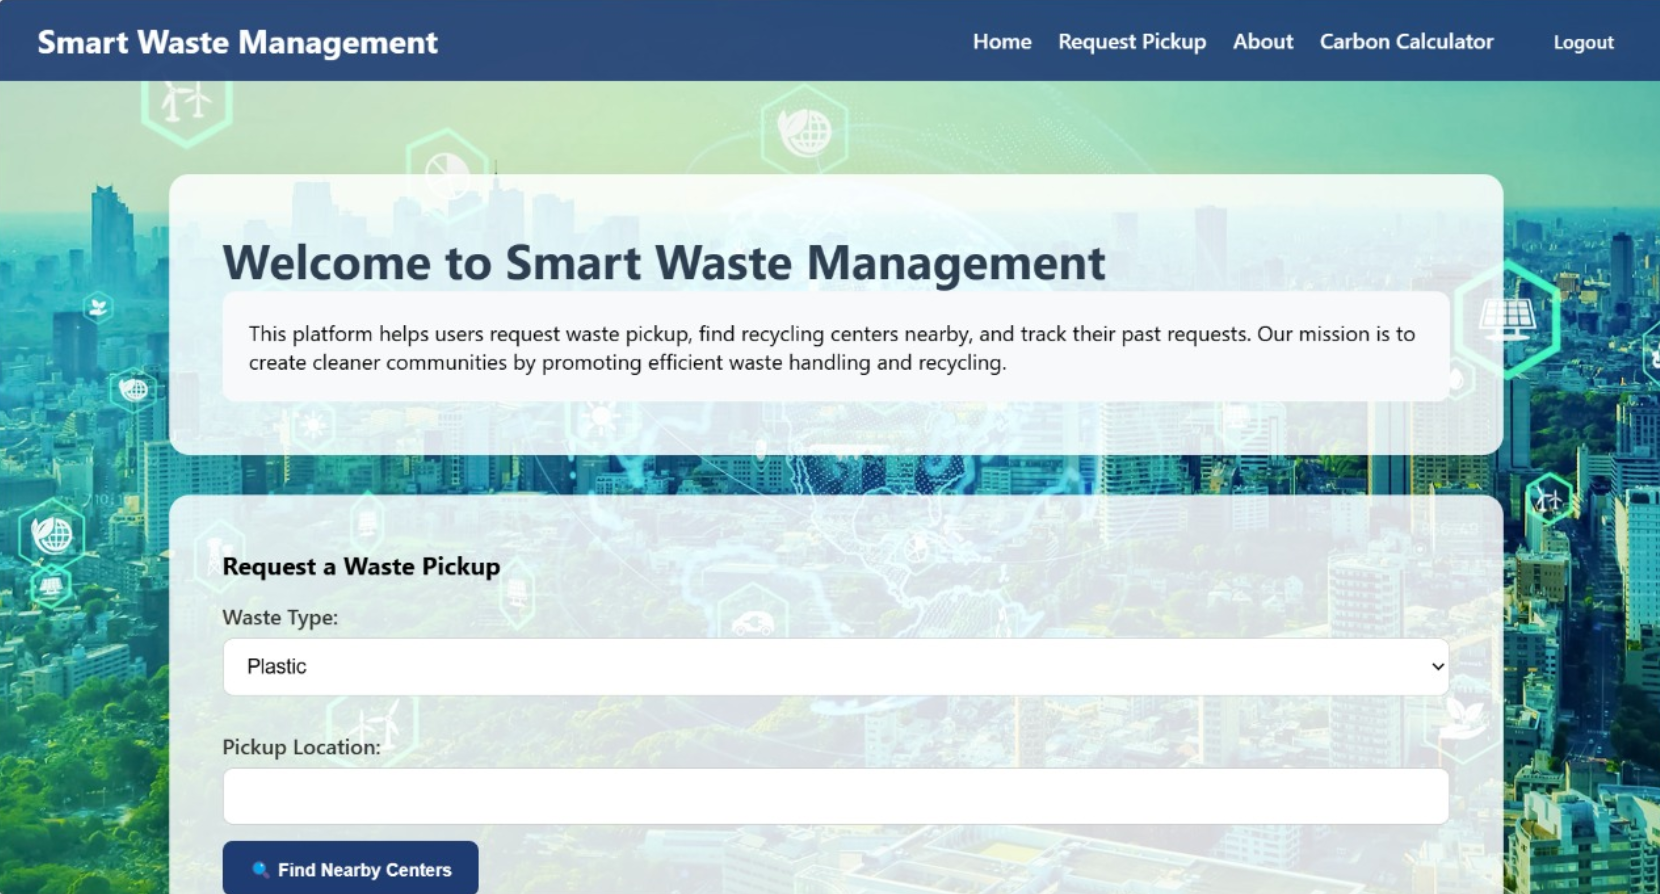 Smart Waste Management
Home Request Pickup About Carbon Calculator Logout
Welcome to Smart Waste Management
This platform helps users request waste pickup, find recycling centers nearby, and track their past requests. Our mission is to
create cleaner communities by promoting efficient waste handling and recycling.
Request a Waste Pickup
Waste Type:
Plastic
Pickup Location:
Find Nearby Centers